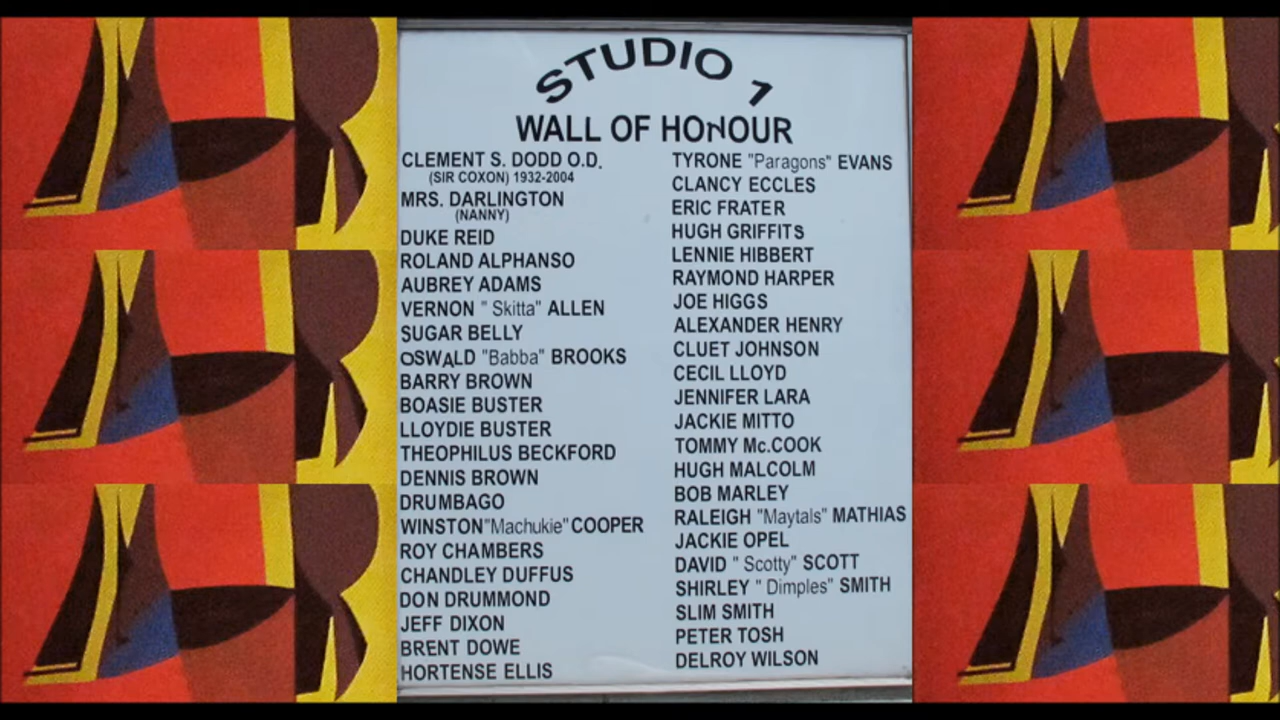 STUDIO 1
WALL OF HONOUR
CLEMENT S. DODD O.D.
(SIR COXON) 1932-2004
MRS. DARLINGTON
(NANNY)
DUKE REID
ROLAND ALPHANSO
AUBREY ADAMS
VERNON " Skitta" ALLEN
SUGAR BELLY
OSWALD "Babba" BROOKS
BARRY BROWN
BOASIE BUSTER
LLOYDIE BUSTER
THEOPHILUS BECKFORD
DENNIS BROWN
DRUMBAGO
WINSTON"Machukie"COOPER
ROY CHAMBERS
CHANDLEY DUFFUS
DON DRUMMOND
JEFF DIXON
BRENT DOWE
HORTENSE ELLIS
TYRONE "Paragons" EVANS
CLANCY ECCLES
ERIC FRATER
HUGH GRIFFITS
LENNIE HIBBERT
RAYMOND HARPER
JOE HIGGS
ALEXANDER HENRY
CLUET JOHNSON
CECIL LLOYD
JENNIFER LARA
JACKIE MITTO
TOMMY Mc.COOK
HUGH MALCOLM
BOB MARLEY
RALEIGH "Maytals" MATHIAS
JACKIE OPEL
DAVID " Scotty" SCOTT
SHIRLEY " Dimples" SMITH
SLIM SMITH
PETER TOSH
DELROY WILSON